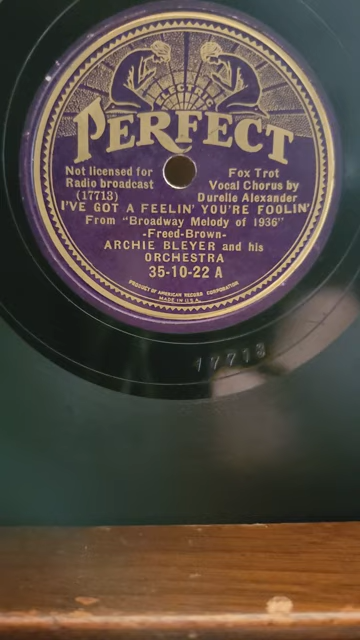 ELECTRIC
PERFECT
Not licensed for
Radio broadcast
(17713)
Fox Trot
Vocal Chorus by
Durelle Alexander
I'VE GOT A FEELIN' YOU'RE FOOLIN'
From "Broadway Melody of 1936"
-Freed-Brown-
ARCHIE BLEYER and his
ORCHESTRA
35-10-22 A
PRODUCT OF AMERICAN RECORD CORPORATION
MADE IN U.S.A.
17713